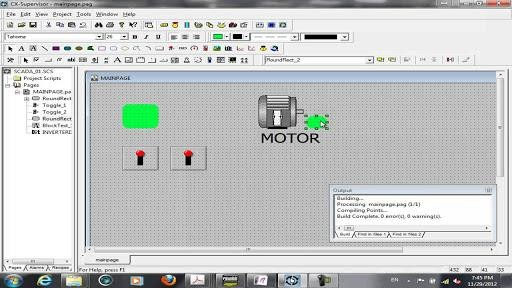 CX-Supervisor - mainpage.pag
File Edit View Project Tools Window Help
Tahoma 26
RoundRect_2
SCADA_01.SCS
Project Scripts
Pages
MAINPAGE.pa
RoundRect
Toggle_1
Toggle_2
RoundRect
BlockText_
INVERTERE
Pages Alarms Recipes
MAINPAGE
MOTOR
Output
Building...
Processing mainpage.pag (1/1)
Compiling Points...
Build Complete, 0 error(s), 0 warning(s).
Build Find in files 1 Find in files 2
mainpage
For Help, press F1
432 88 41 33
EN
7:45 PM
11/29/2012